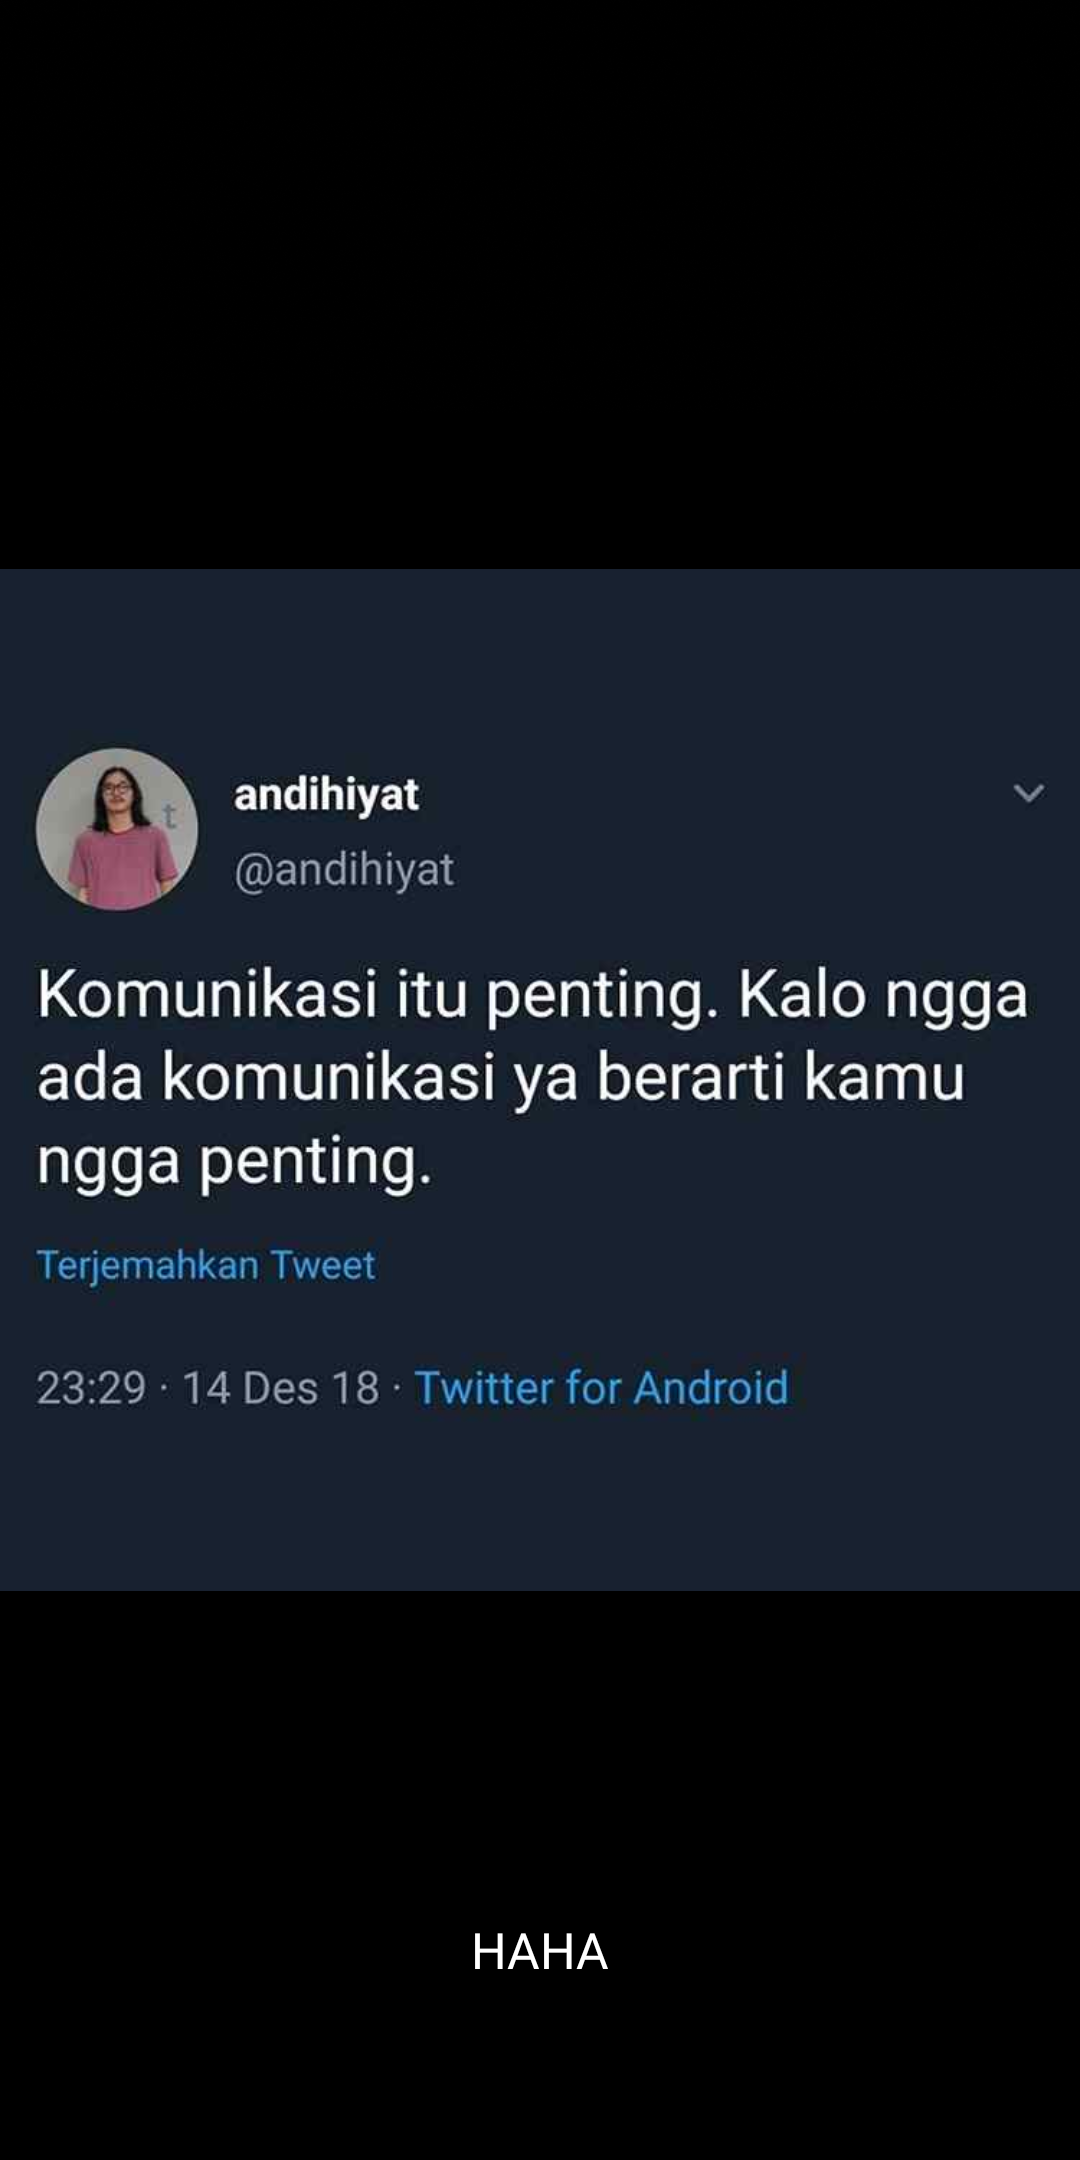 andihiyat
@andihiyat
Komunikasi itu penting. Kalo ngga
ada komunikasi ya berarti kamu
ngga penting.
Terjemahkan Tweet
23:29 · 14 Des 18 · Twitter for Android
HAHA